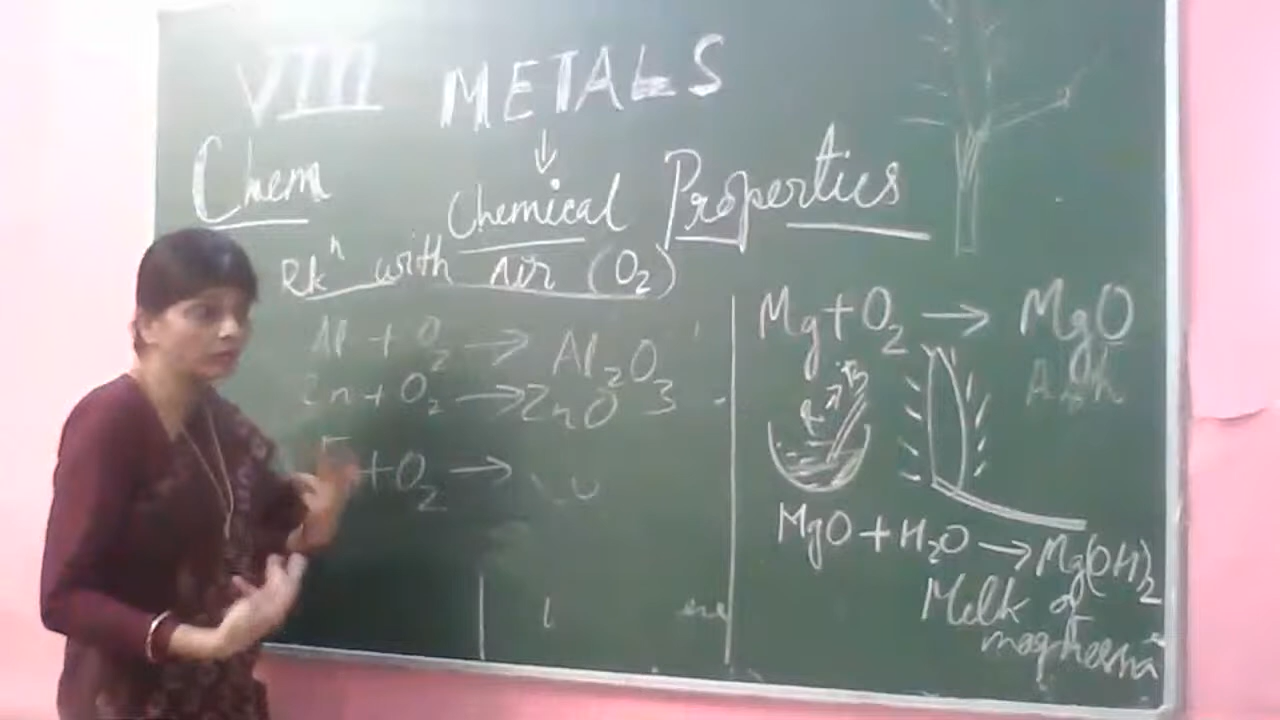 VIII METALS
Chem
↓
Chemical Properties
Rkⁿ with Air (O₂)
Al + O₂ → Al₂O₃
Zn + O₂ → ZnO
+ O₂ →
Mg + O₂ → MgO
Ash
MgO + H₂O → Mg(OH)₂
Milk of